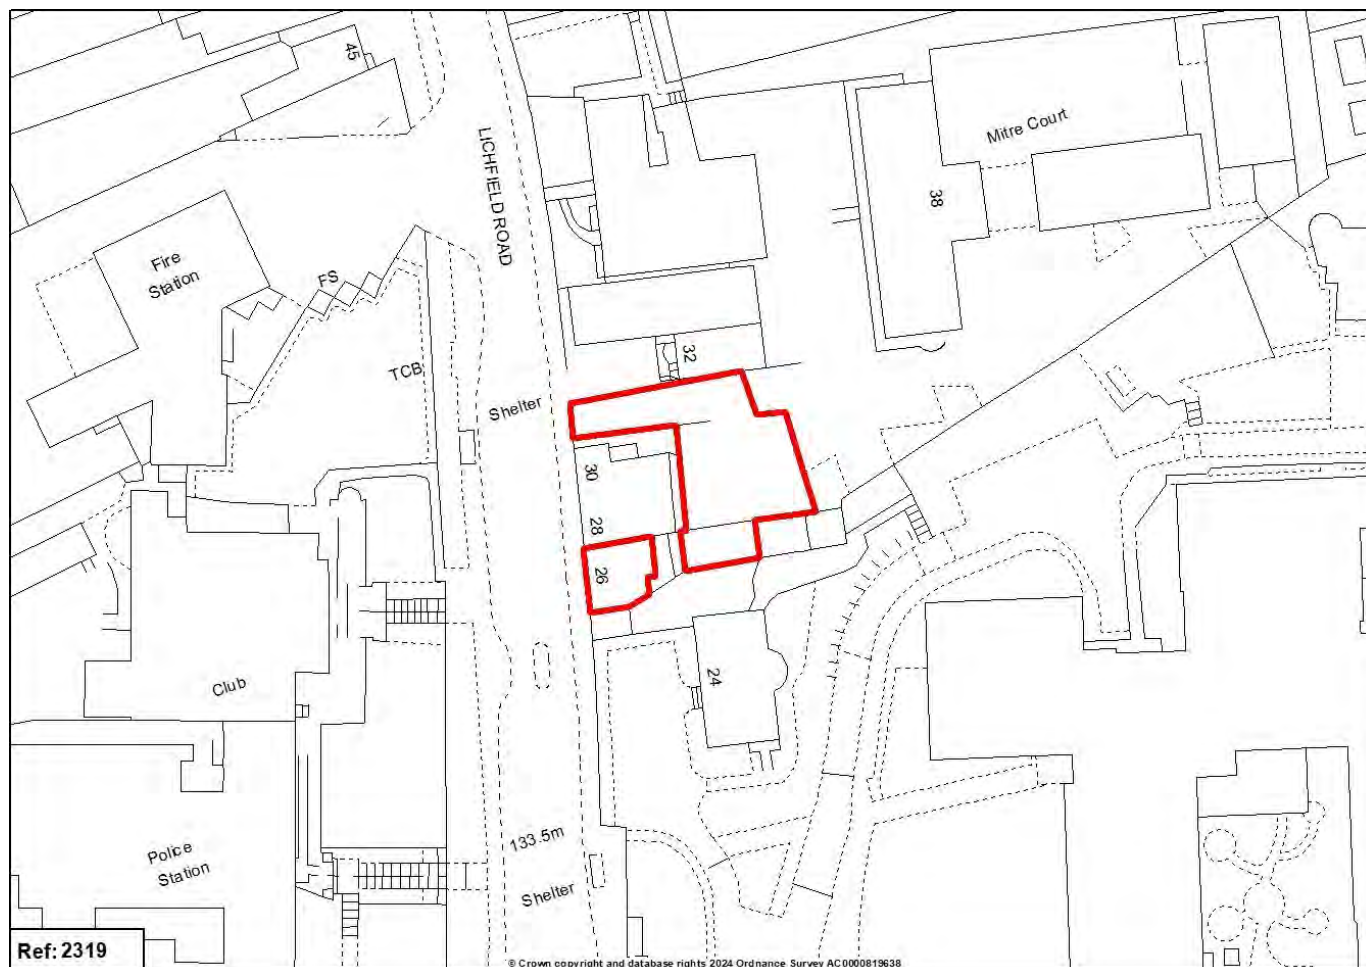 45
LICHFIELD ROAD
Mitre Court
38
Fire
Station
FS
TCB
32
Shelter
30
28
26
24
Club
133.5m
Police
Station
Shelter
Ref: 2319
© Crown copyright and database rights 2024 Ordnance Survey AC0000819638